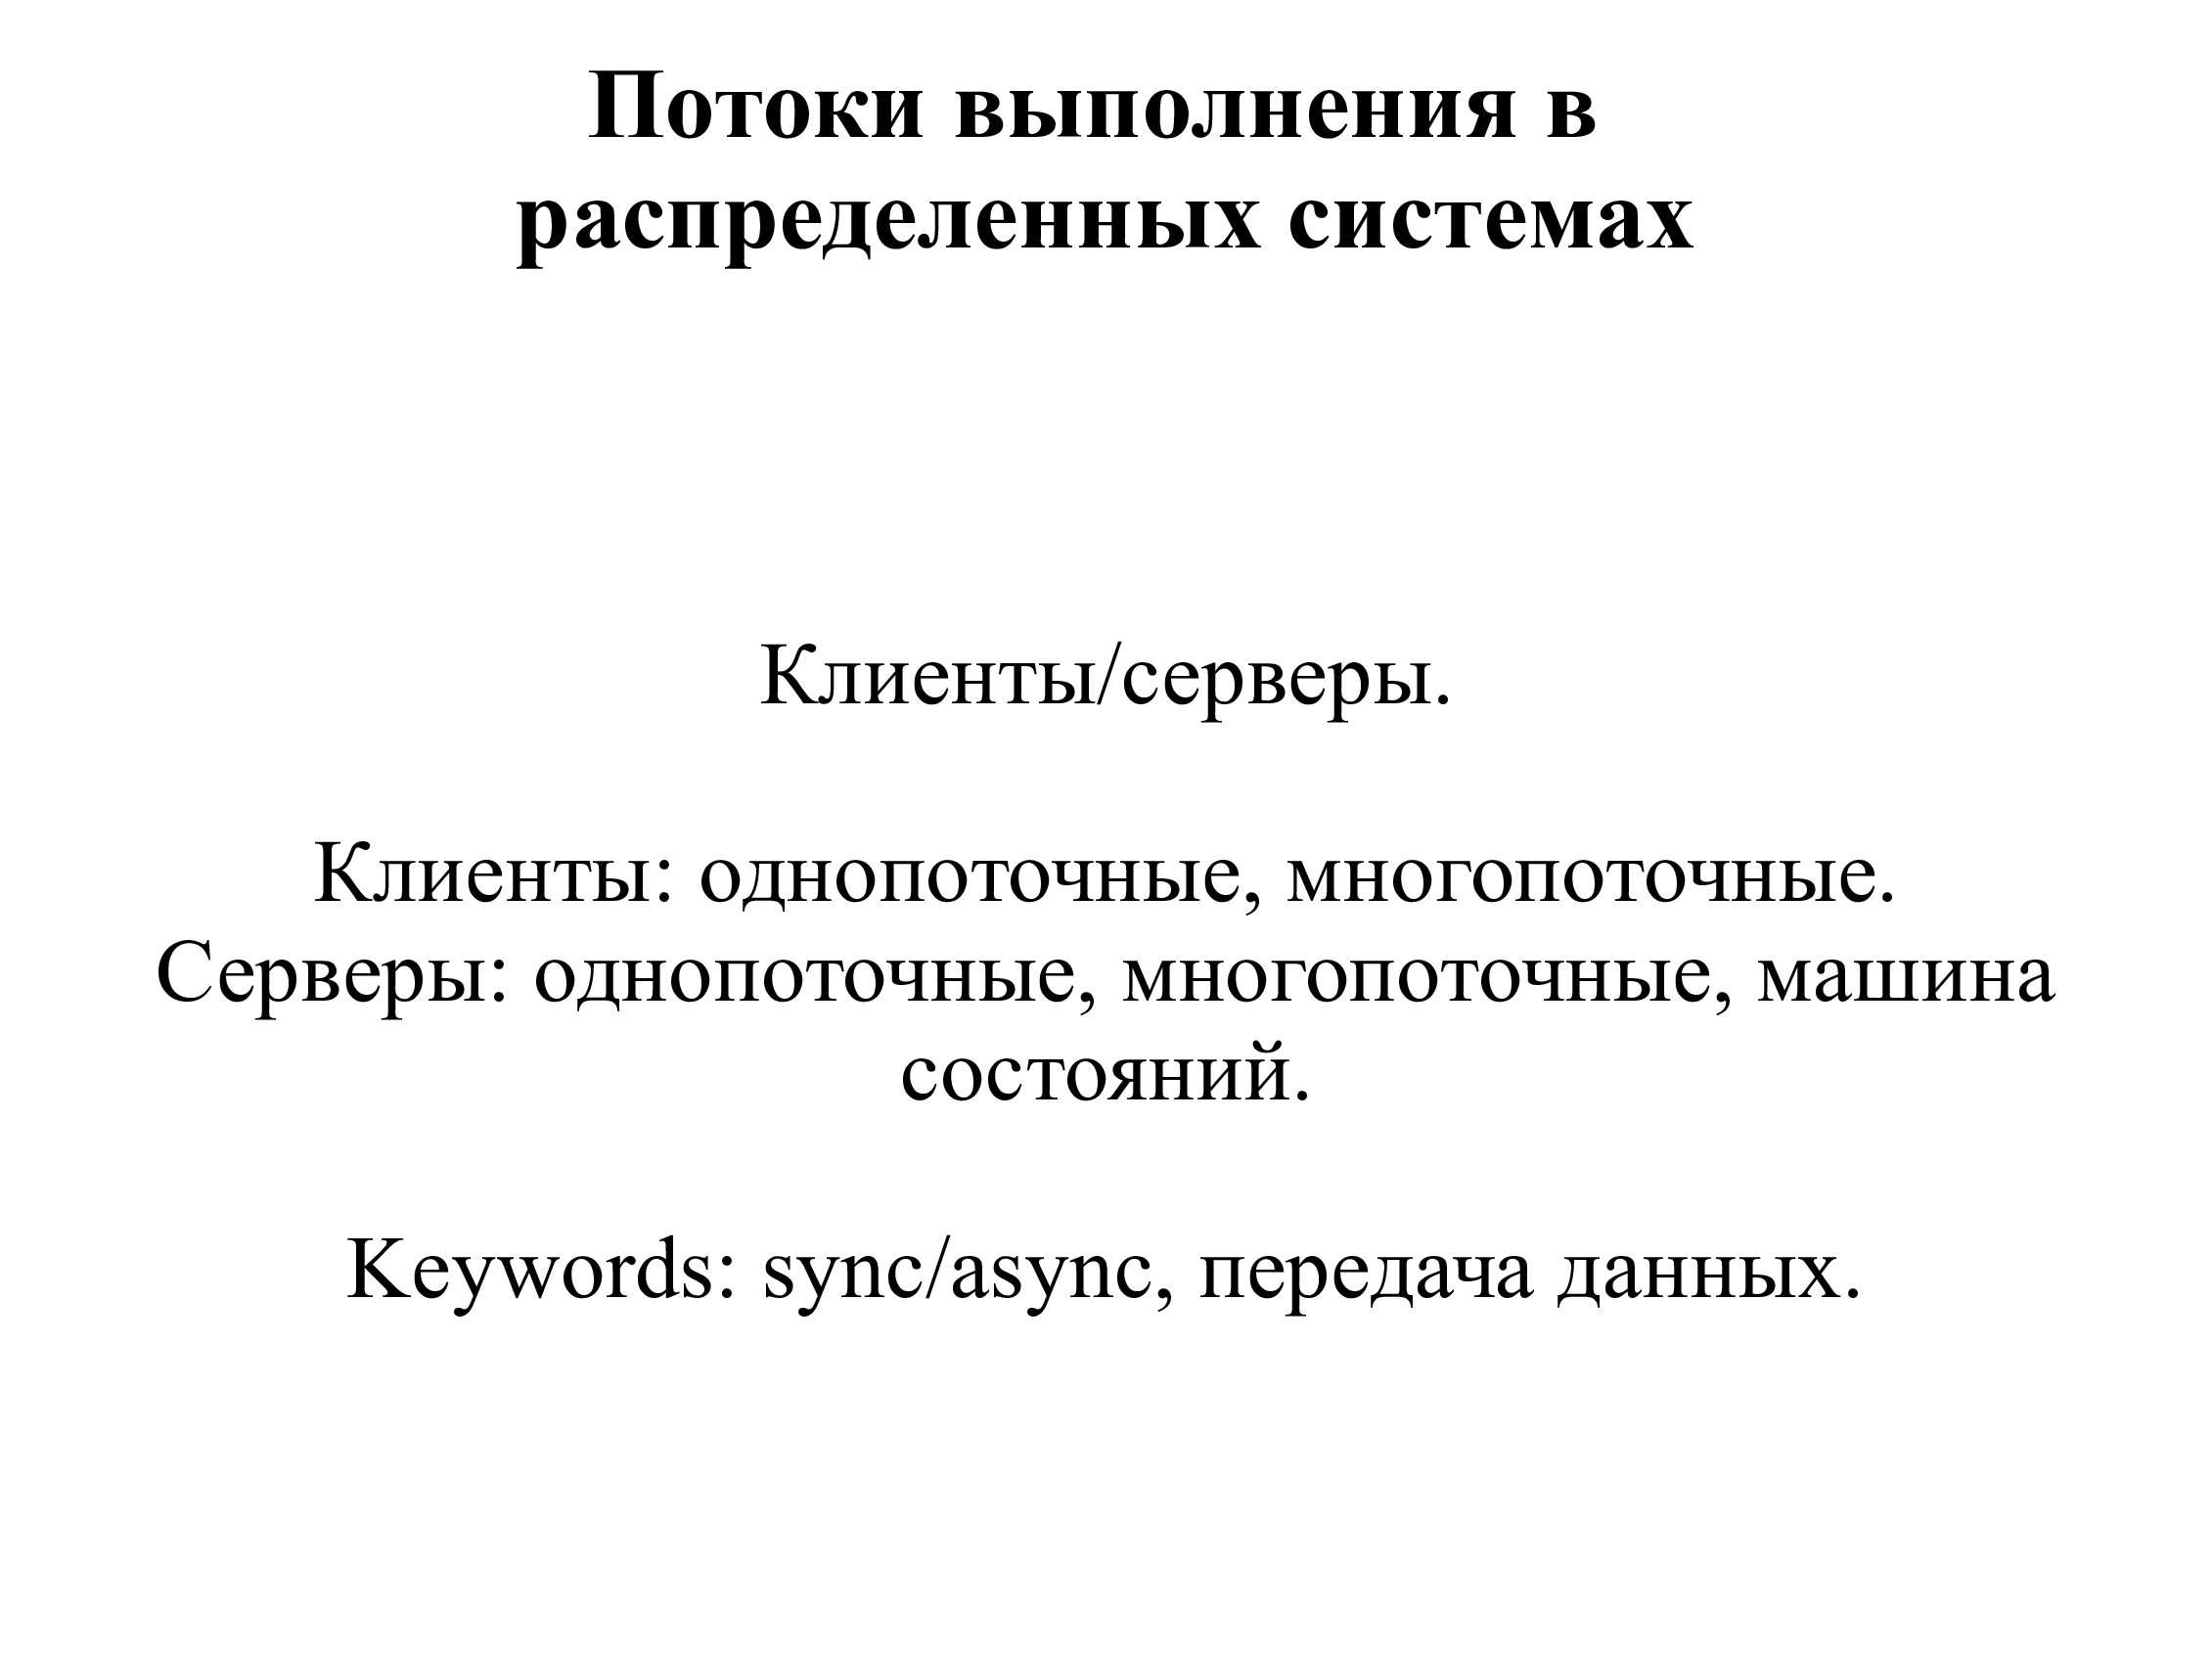 Потоки выполнения в
распределенных системах
Клиенты/серверы.
Клиенты: однопоточные, многопоточные.
Серверы: однопоточные, многопоточные, машина
состояний.
Keywords: sync/async, передача данных.